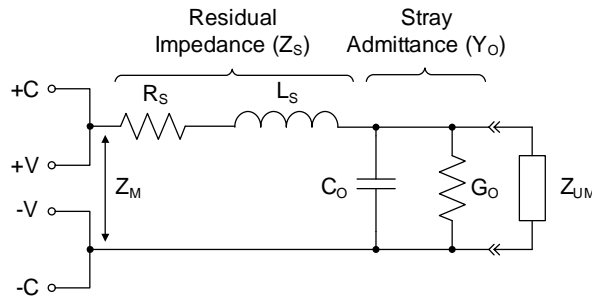 Residual
Impedance (ZS)
Stray
Admittance (YO)
+C
RS
LS
+V
ZM
-V
CO
GO
ZUM
-C